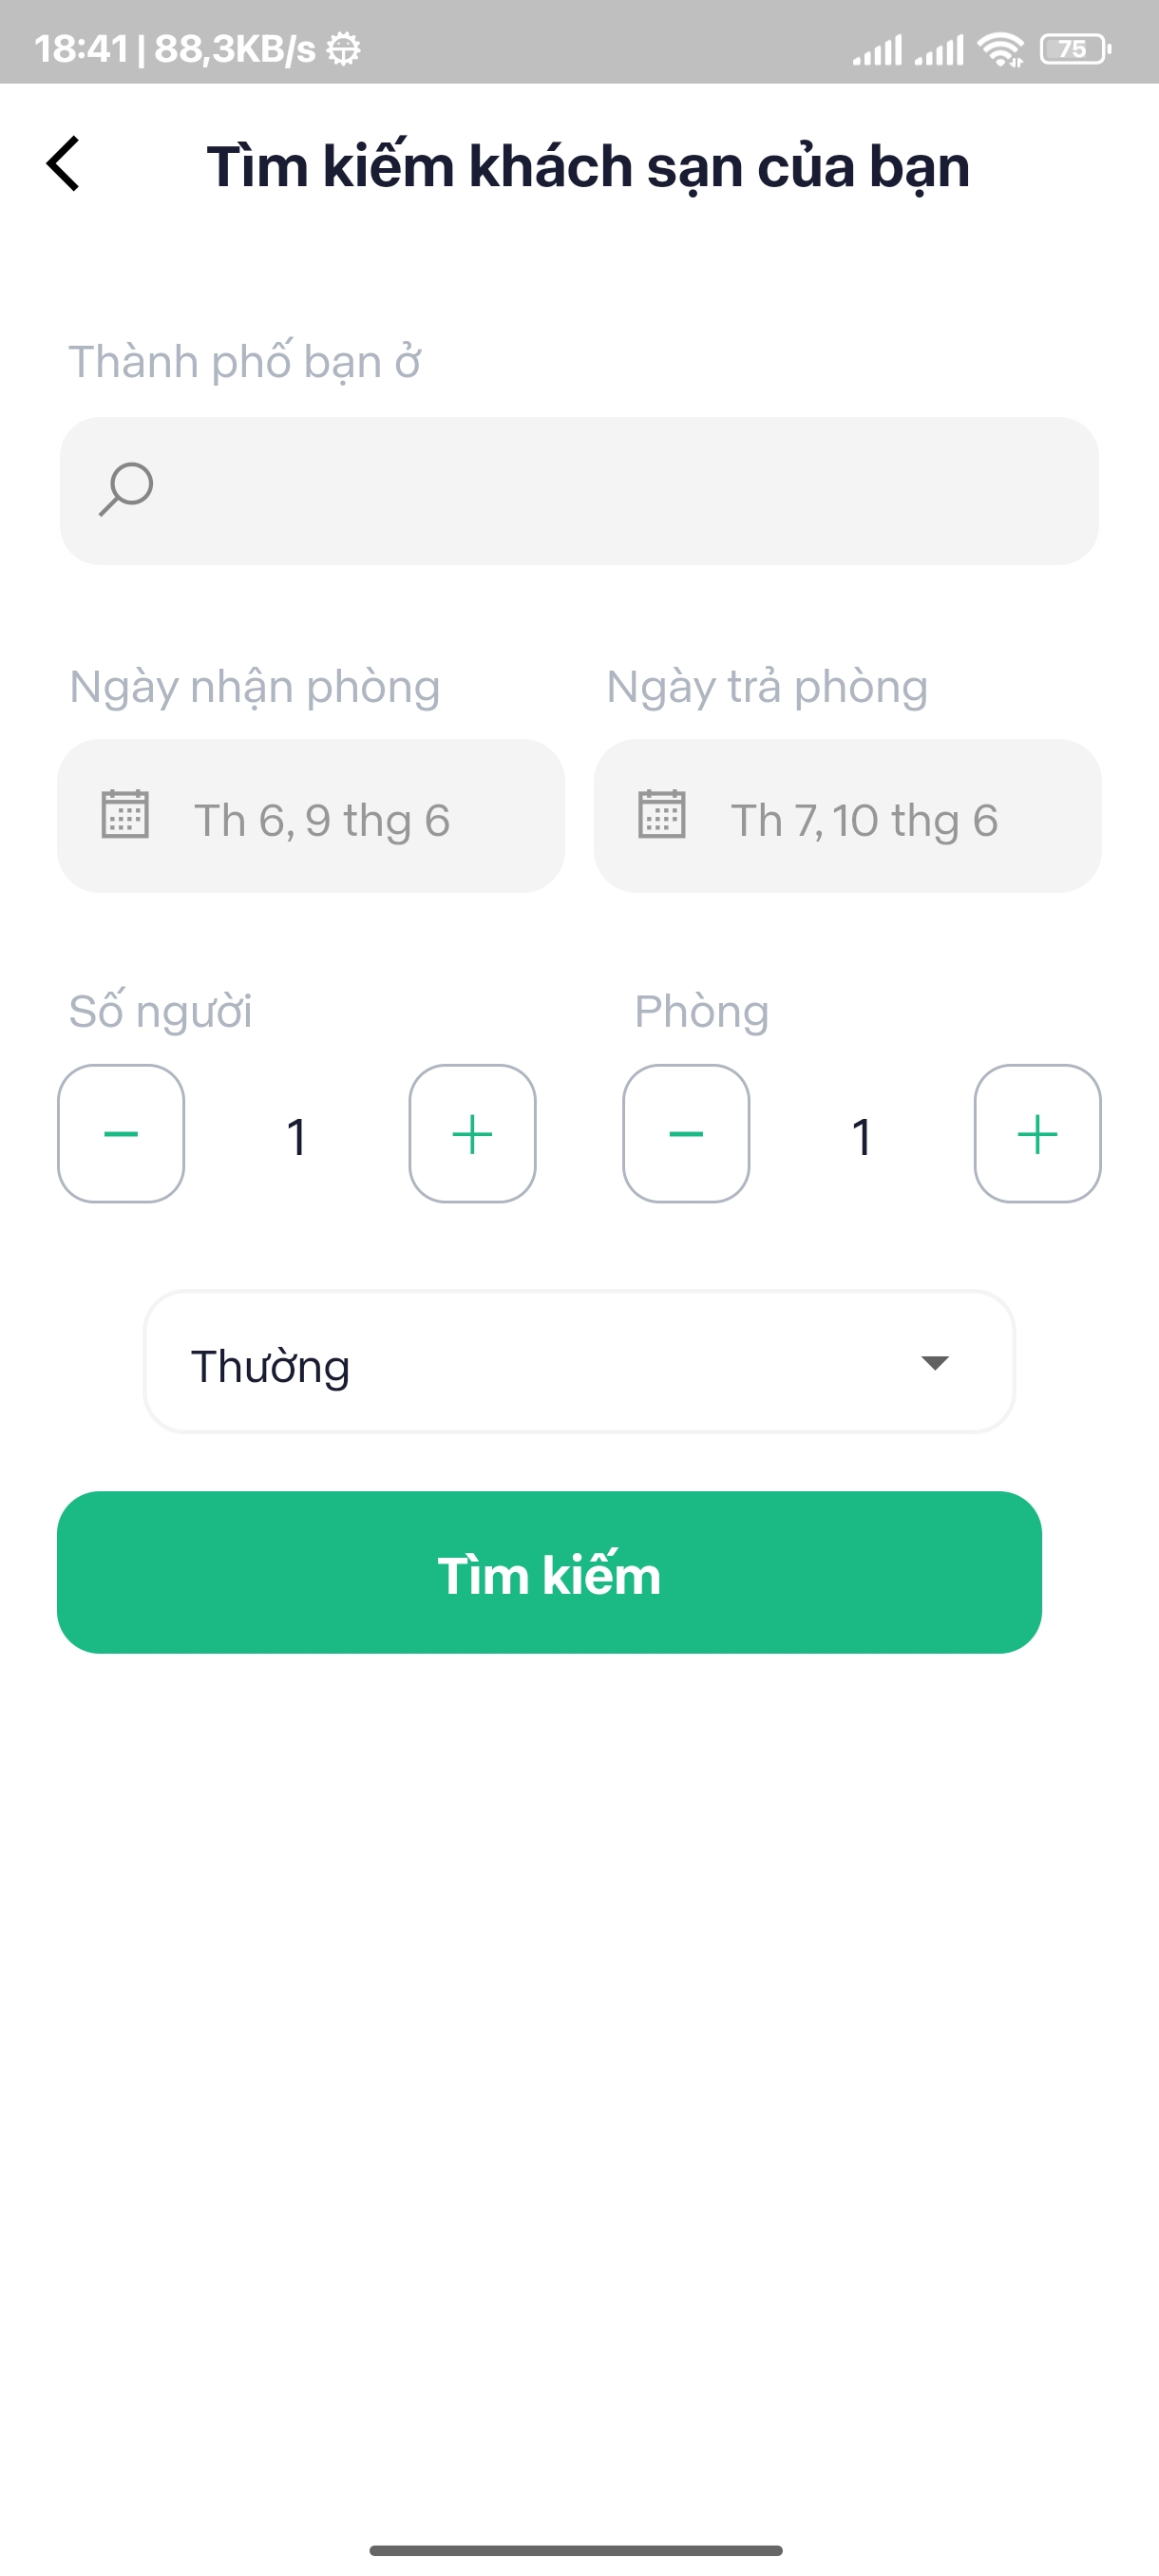 18:41 | 88,3KB/s
75
Tìm kiếm khách sạn của bạn
Thành phố bạn ở
Ngày nhận phòng Ngày trả phòng
Th 6, 9 thg 6 Th 7, 10 thg 6
Số người Phòng
1 1
Thường
Tìm kiếm